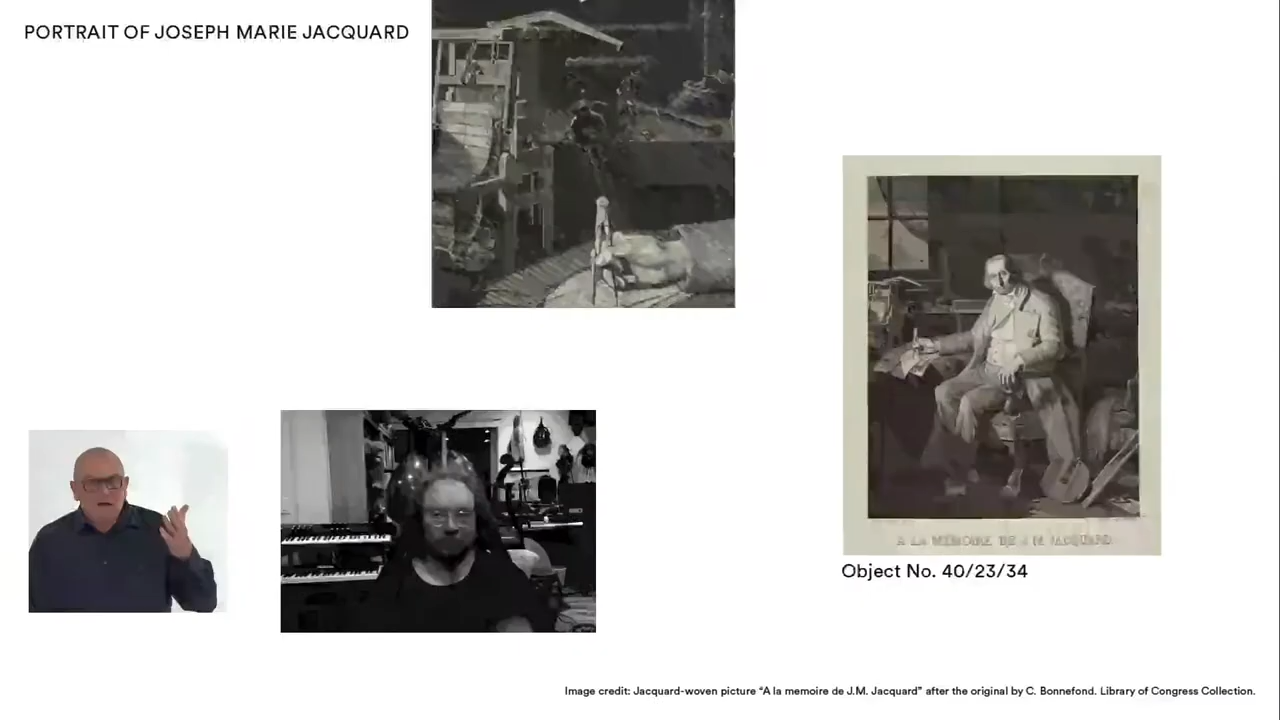 PORTRAIT OF JOSEPH MARIE JACQUARD
A LA MEMOIRE DE J.M. JACQUARD
Object No. 40/23/34
Image credit: Jacquard-woven picture “A la memoire de J.M. Jacquard” after the original by C. Bonnefond. Library of Congress Collection.